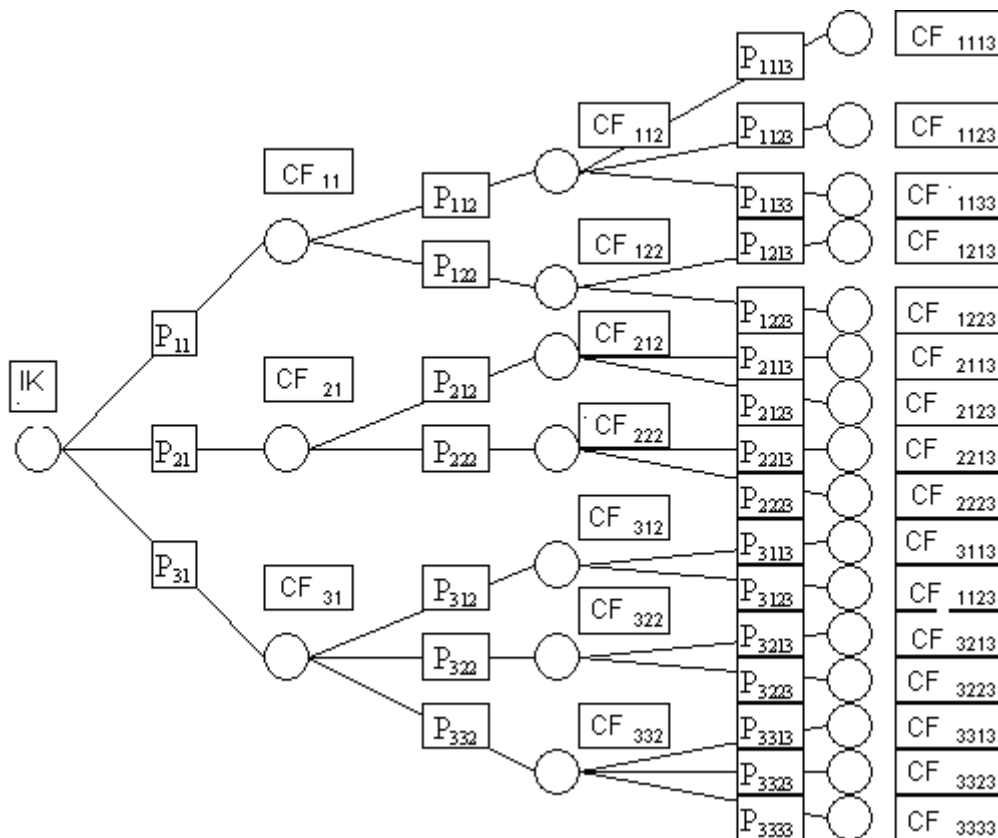 CF 1113
P1113
CF 112
P1123
CF 1123
CF 11
P112
P1133
CF 1133
CF 122
P1213
CF 1213
P122
P1223
CF 1223
P11
CF 212
P2113
CF 2113
IK
CF 21
P212
P2123
CF 2123
CF 222
P21
P222
P2213
CF 2213
P2223
CF 2223
CF 312
P3113
CF 3113
P31
CF 31
P312
P3123
CF 1123
CF 322
P3213
CF 3213
P322
P3223
CF 3223
P332
CF 332
P3313
CF 3313
P3323
CF 3323
P3333
CF 3333